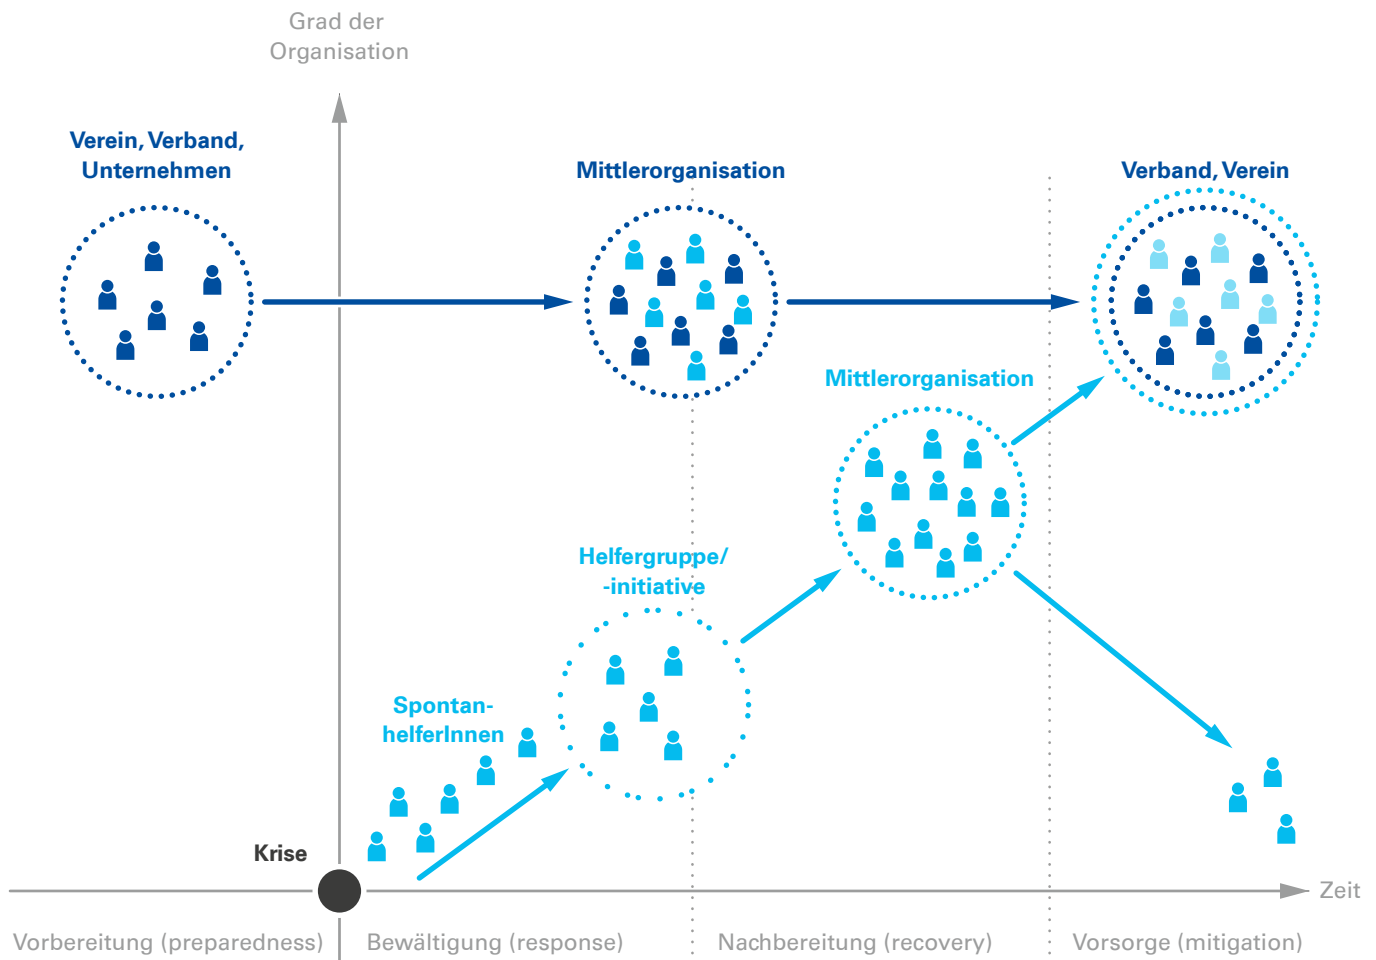 Grad der
Organisation
Verein, Verband,
Unternehmen
Mittlerorganisation
Verband, Verein
Mittlerorganisation
Helfergruppe/
-initiative
Spontan-
helferInnen
Krise
Zeit
Vorbereitung (preparedness)
Bewältigung (response)
Nachbereitung (recovery)
Vorsorge (mitigation)